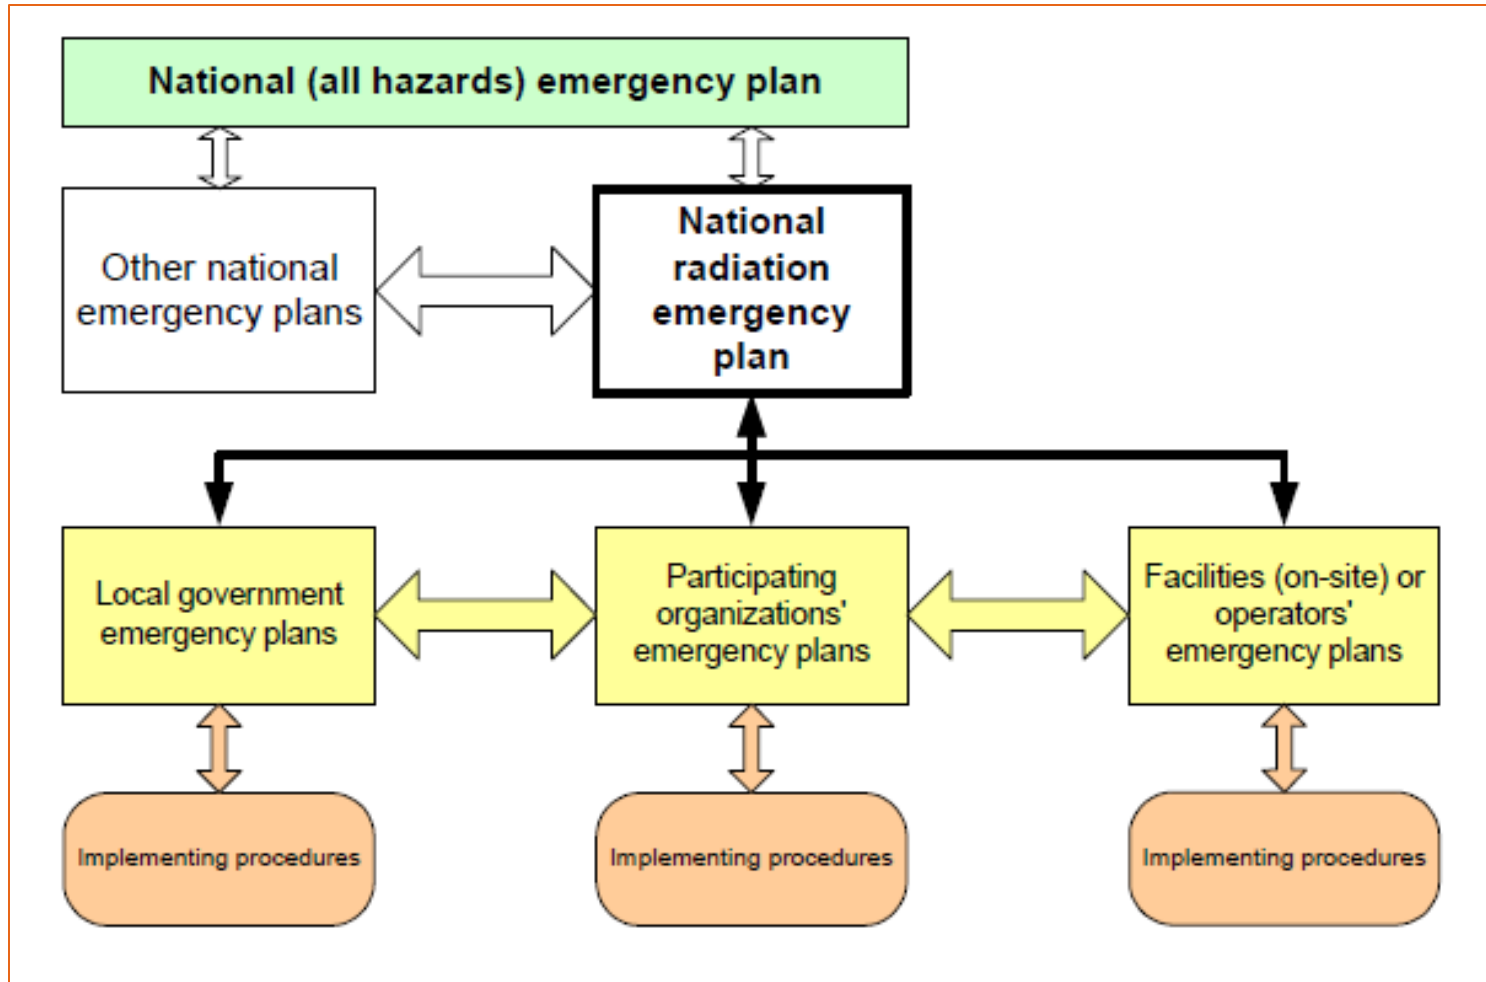 National (all hazards) emergency plan
Other national
emergency plans
National
radiation
emergency
plan
Local government
emergency plans
Participating
organizations'
emergency plans
Facilities (on-site) or
operators'
emergency plans
Implementing procedures
Implementing procedures
Implementing procedures